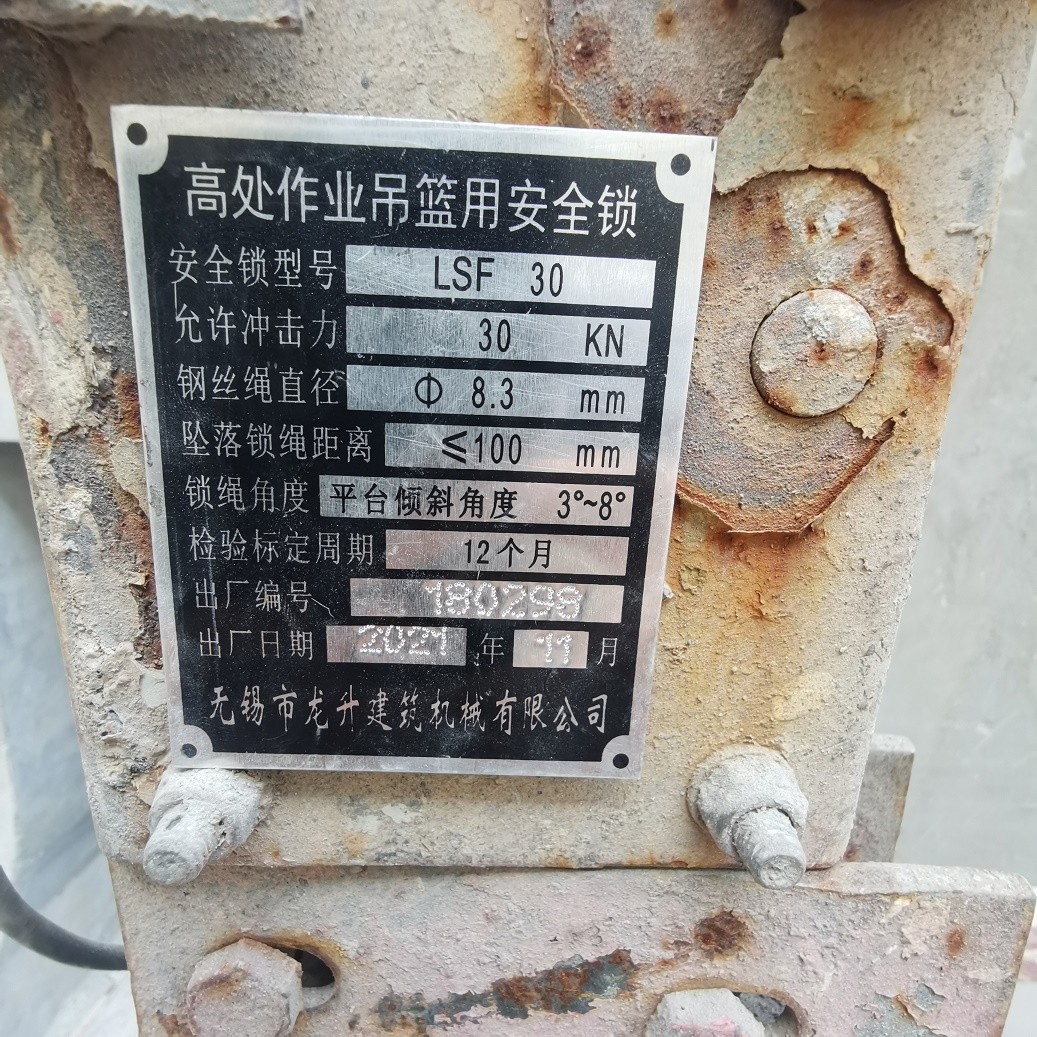 高处作业吊篮用安全锁
安全锁型号 LSF 30
允许冲击力 30 KN
钢丝绳直径 Φ 8.3 mm
坠落锁绳距离 ≤100 mm
锁绳角度 平台倾斜角度 3°~8°
检验标定周期 12个月
出厂编号 180298
出厂日期 2021 年 11 月
无锡市龙升建筑机械有限公司